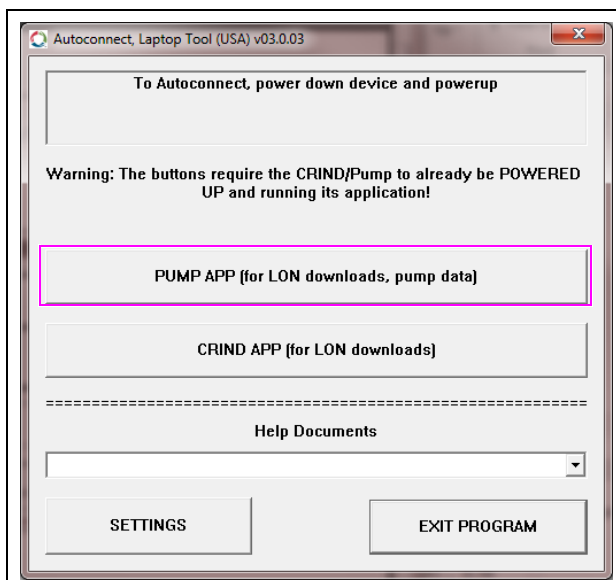 Autoconnect, Laptop Tool (USA) v03.0.03
To Autoconnect, power down device and powerup
Warning: The buttons require the CRIND/Pump to already be POWERED
UP and running its application!
PUMP APP (for LON downloads, pump data)
CRIND APP (for LON downloads)
============================================================
Help Documents
SETTINGS
EXIT PROGRAM